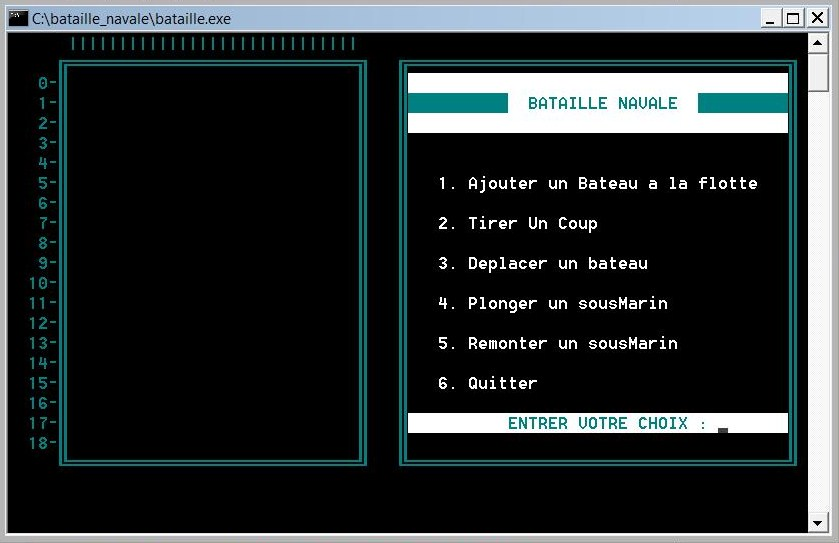 C:\bataille_navale\bataille.exe
0-
1-
2-
3-
4-
5-
6-
7-
8-
9-
10-
11-
12-
13-
14-
15-
16-
17-
18-
BATAILLE NAVALE
1. Ajouter un Bateau a la flotte
2. Tirer Un Coup
3. Deplacer un bateau
4. Plonger un sousMarin
5. Remonter un sousMarin
6. Quitter
ENTRER VOTRE CHOIX : _